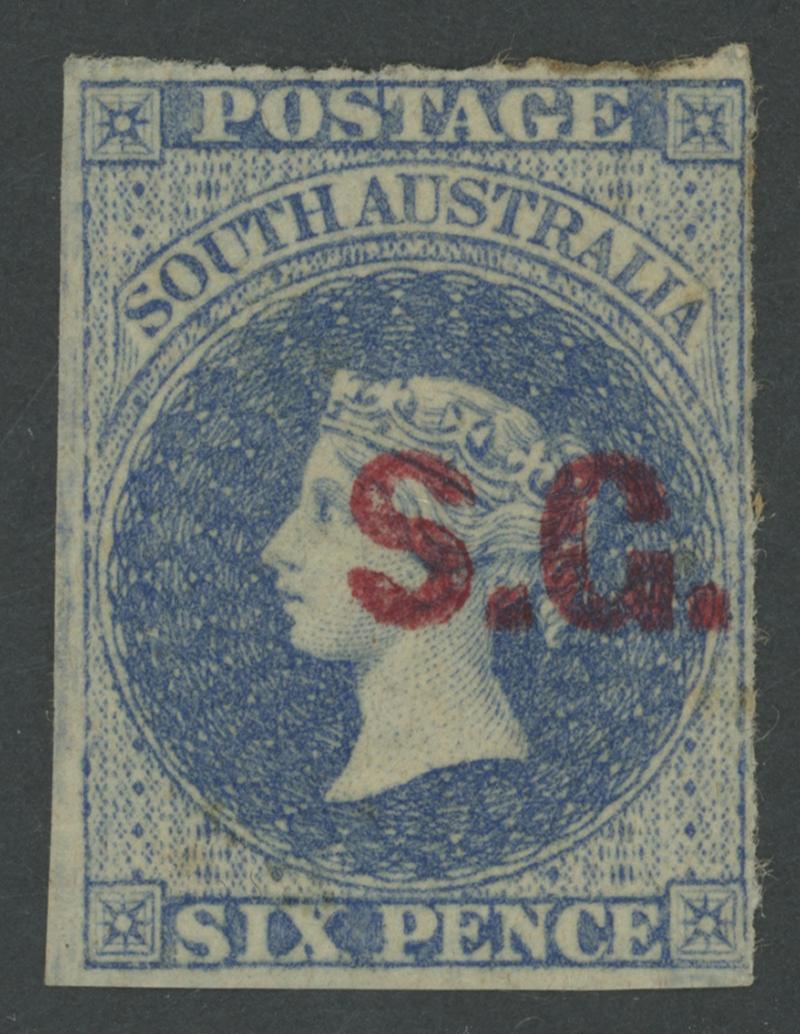 POSTAGE
SOUTH AUSTRALIA
S.G.
SIX PENCE